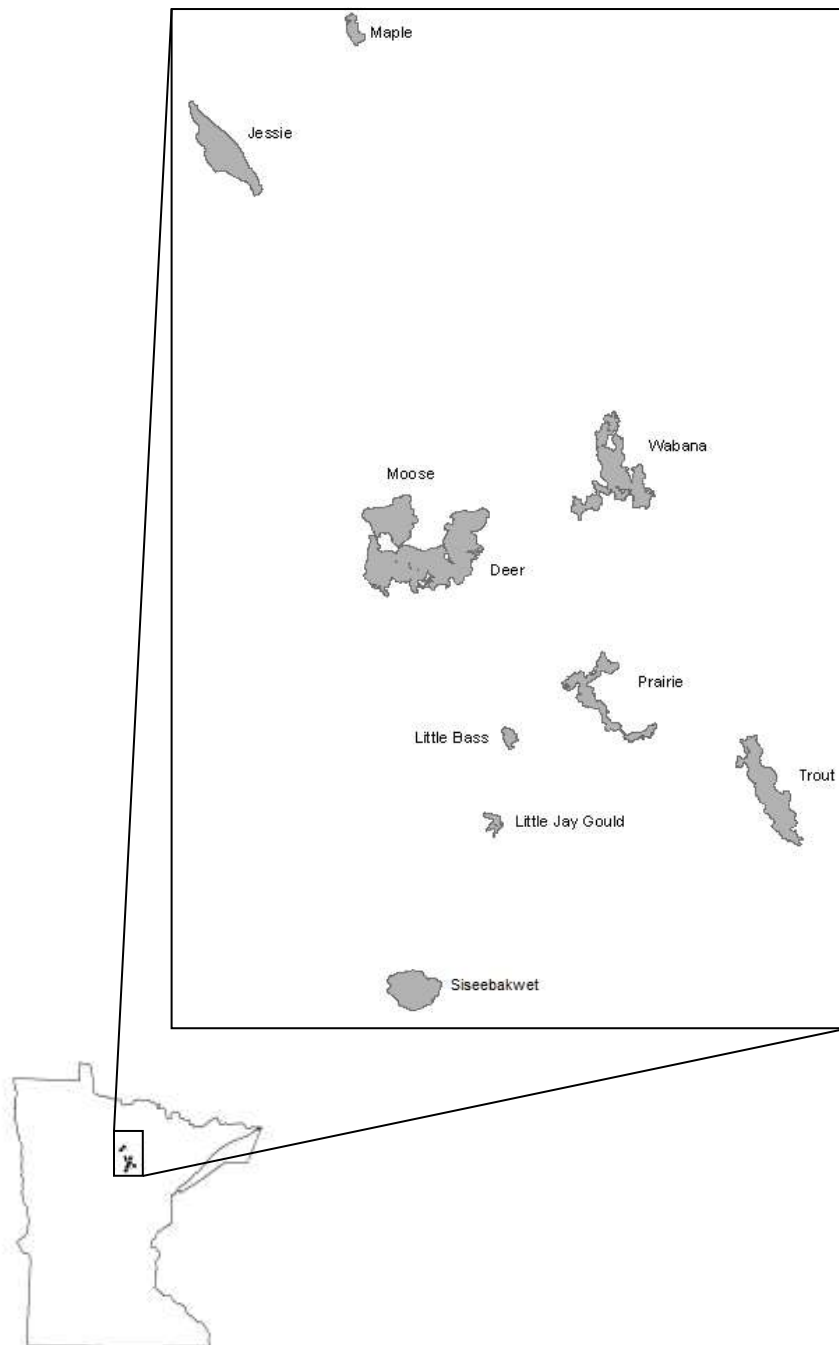 Maple
Jessie
Wabana
Moose
Deer
Prairie
Little Bass
Trout
Little Jay Gould
Siseebakwet